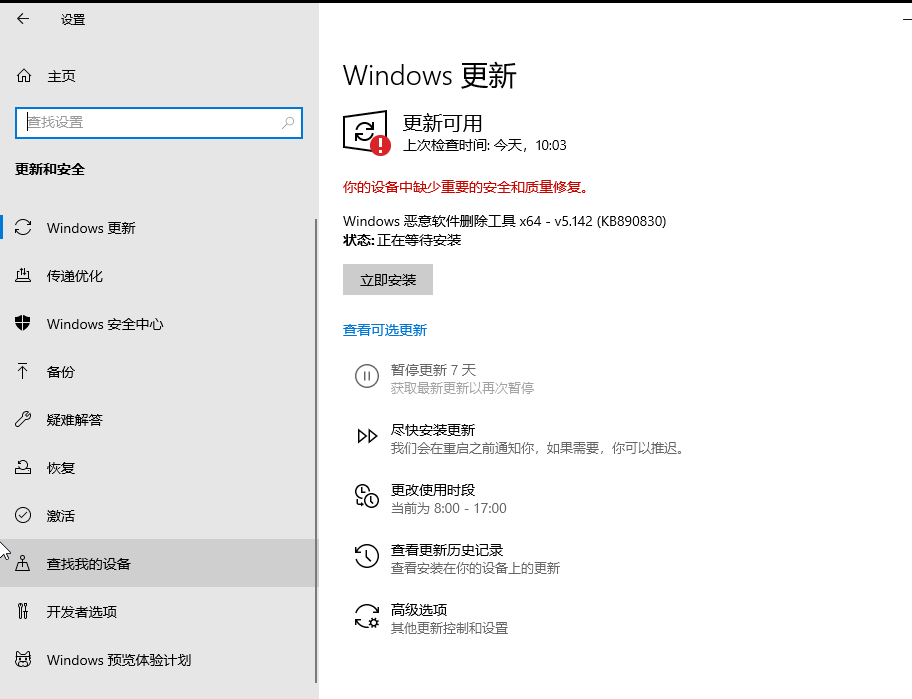 设置
主页
查找设置
更新和安全
Windows 更新
传递优化
Windows 安全中心
备份
疑难解答
恢复
激活
查找我的设备
开发者选项
Windows 预览体验计划
Windows 更新
更新可用
上次检查时间: 今天，10:03
你的设备中缺少重要的安全和质量修复。
Windows 恶意软件删除工具 x64 - v5.142 (KB890830)
状态: 正在等待安装
立即安装
查看可选更新
暂停更新 7 天
获取最新更新以再次暂停
尽快安装更新
我们会在重启之前通知你，如果需要，你可以推迟。
更改使用时段
当前为 8:00 - 17:00
查看更新历史记录
查看安装在你的设备上的更新
高级选项
其他更新控制和设置